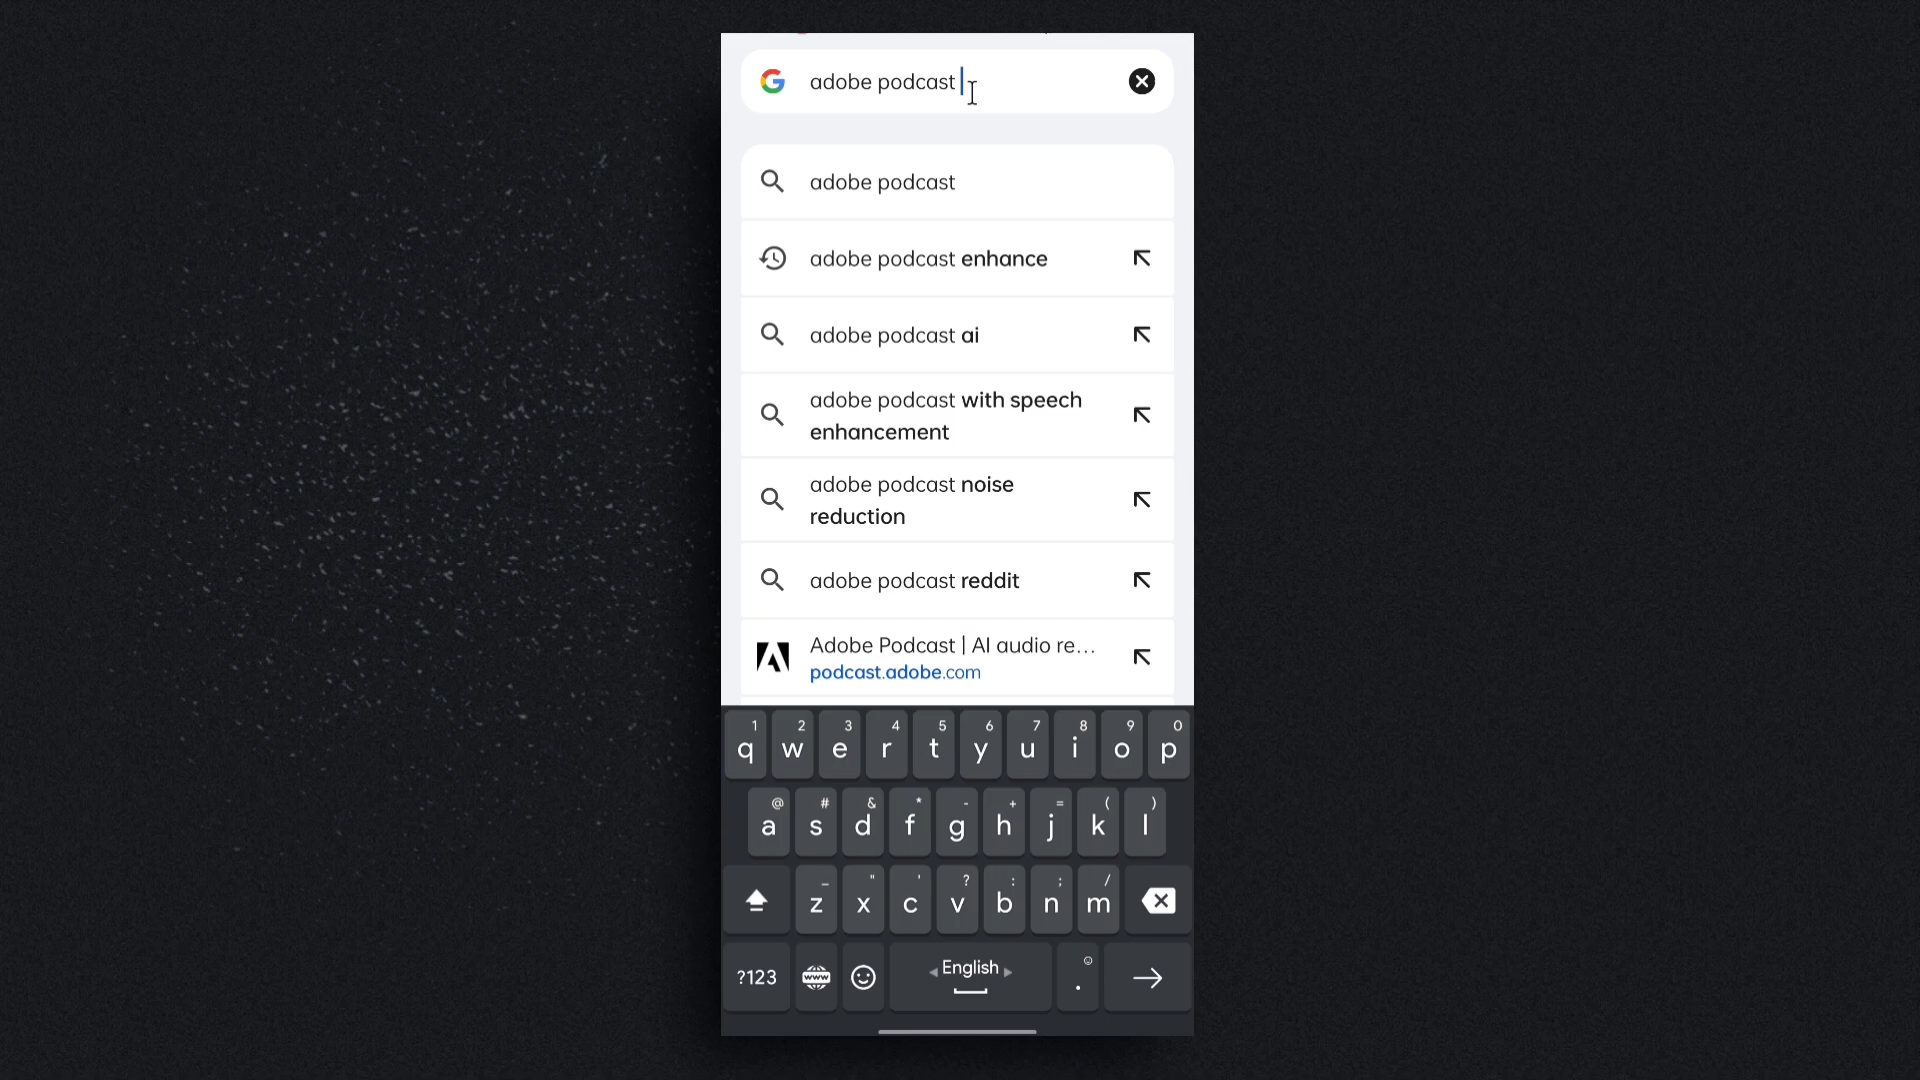 adobe podcast
adobe podcast
adobe podcast enhance
adobe podcast ai
adobe podcast with speech
enhancement
adobe podcast noise
reduction
adobe podcast reddit
Adobe Podcast | AI audio re...
podcast.adobe.com
1 2 3 4 5 6 7 8 9 0
q w e r t y u i o p
@ # & * - + = ( )
a s d f g h j k l
_ " ' ? : ; /
z x c v b n m
?123 www English .